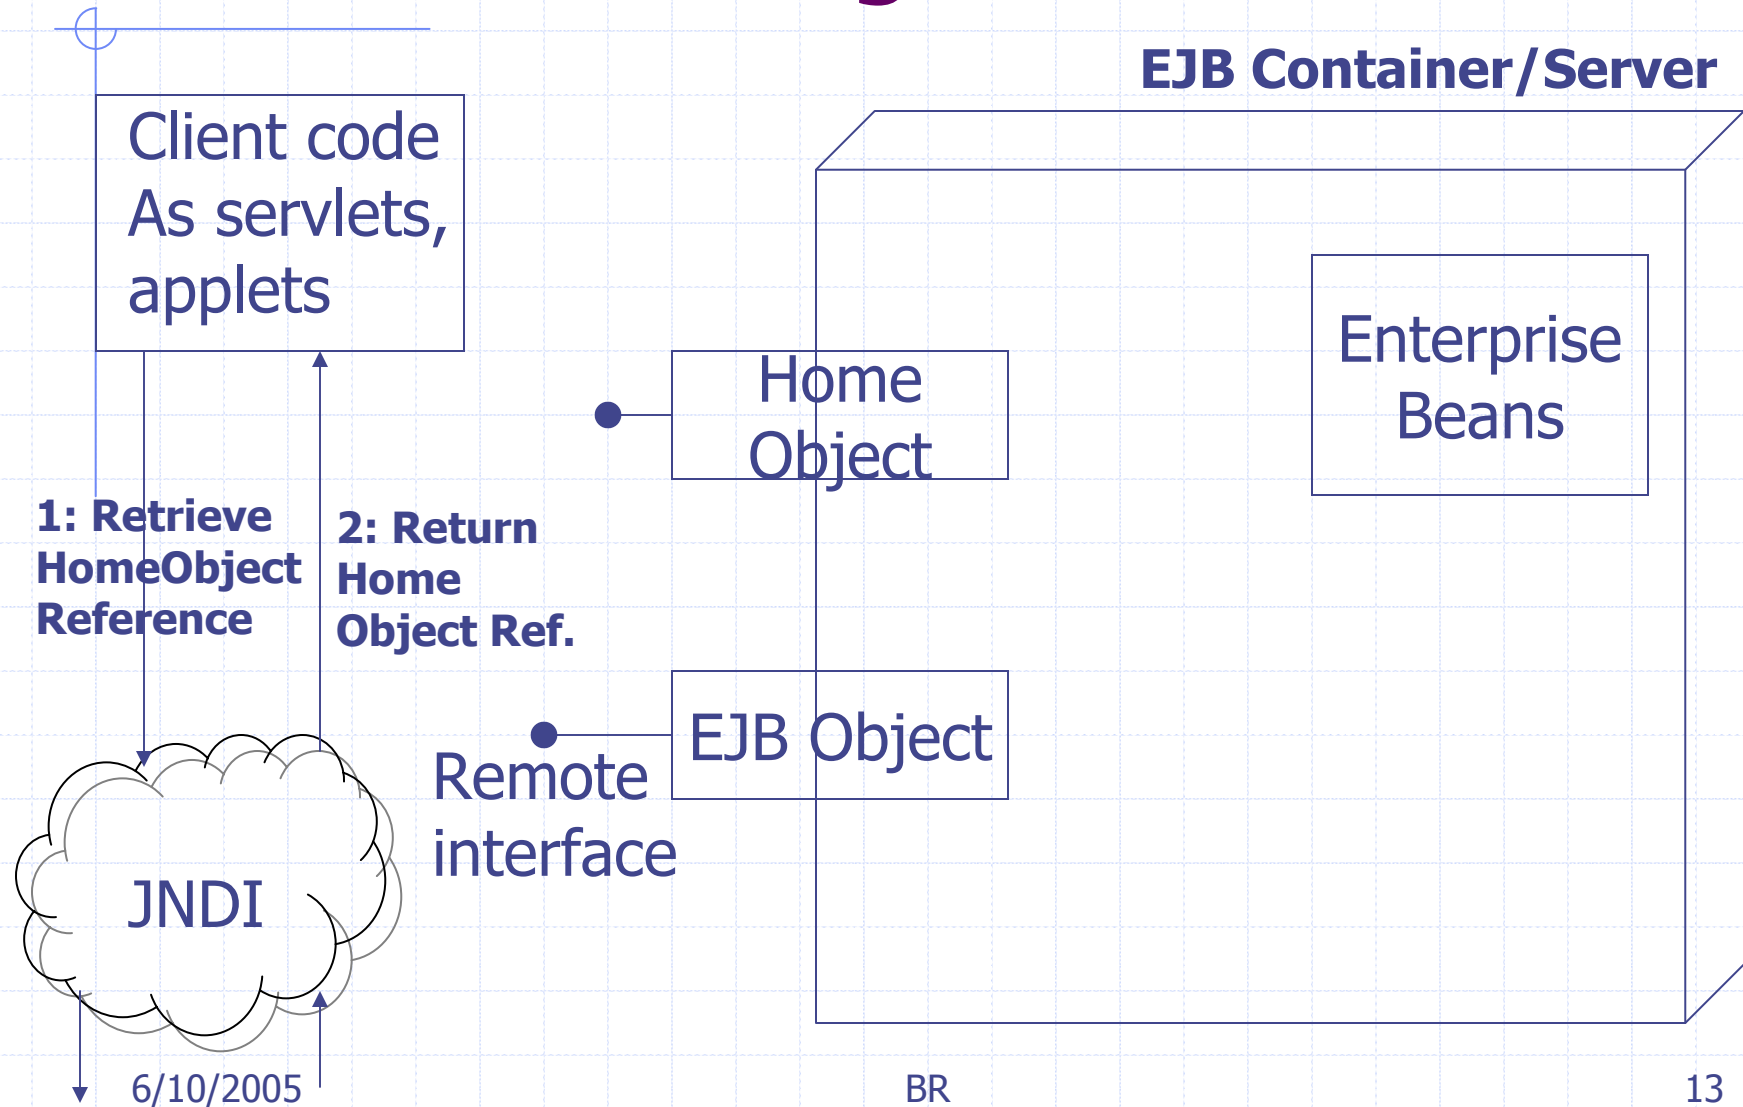 EJB Container/Server
Client code
As servlets,
applets
Enterprise
Beans
Home
Object
1: Retrieve
HomeObject
Reference
2: Return
Home
Object Ref.
EJB Object
Remote
interface
JNDI
6/10/2005
BR
13